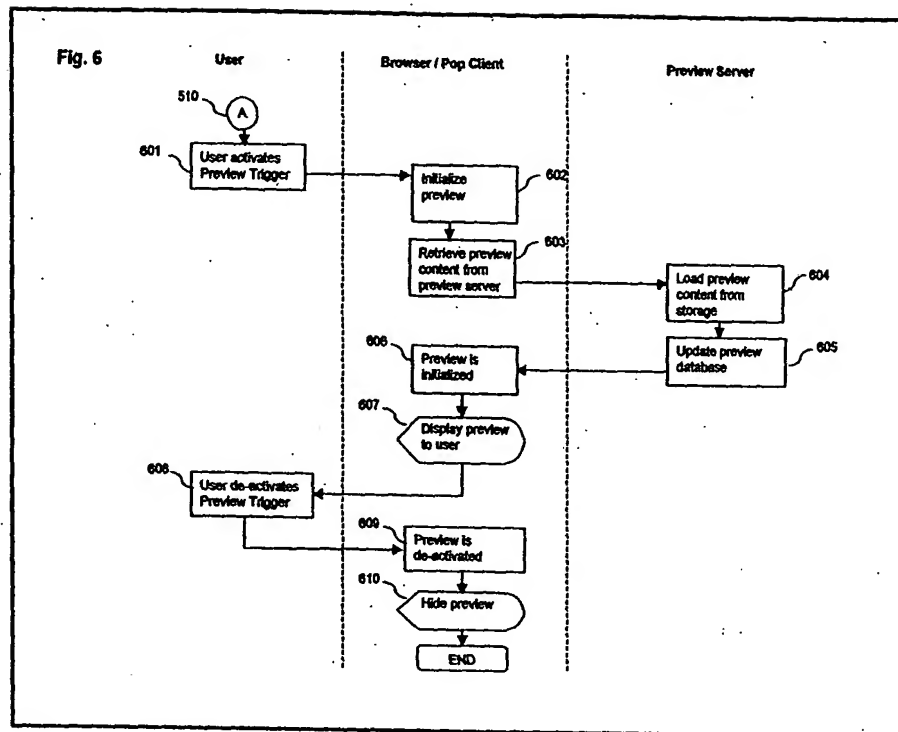 Fig. 6
User
Browser / Pop Client
Preview Server
510
A
601
User activates
Preview Trigger
Initialize
preview
602
Retrieve preview
content from
preview server
603
Load preview
content from
storage
604
Update preview
database
605
606
Preview is
initialized
607
Display preview
to user
608
User de-activates
Preview Trigger
609
Preview is
de-activated
610
Hide preview
END